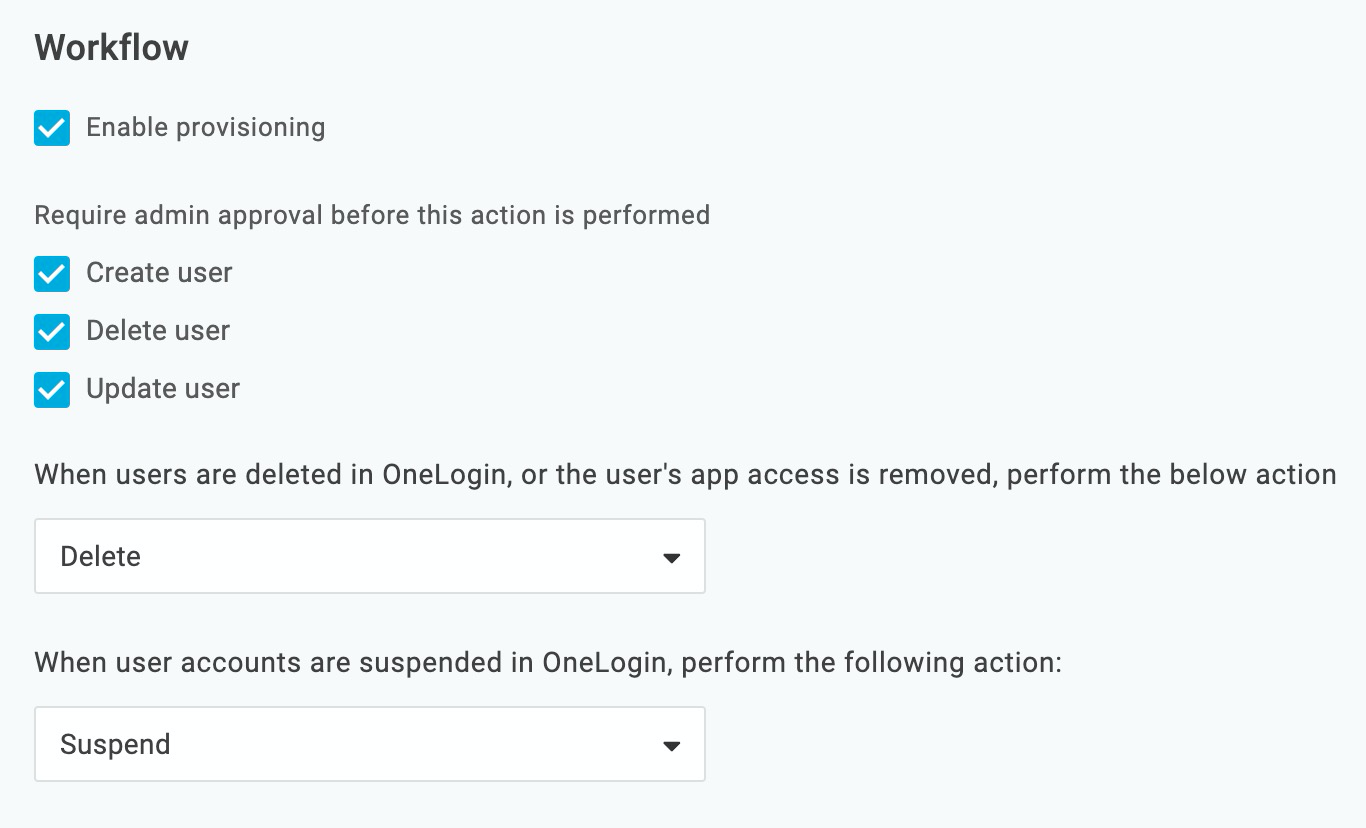 Workflow
Enable provisioning
Require admin approval before this action is performed
Create user
Delete user
Update user
When users are deleted in OneLogin, or the user's app access is removed, perform the below action
Delete
When user accounts are suspended in OneLogin, perform the following action:
Suspend